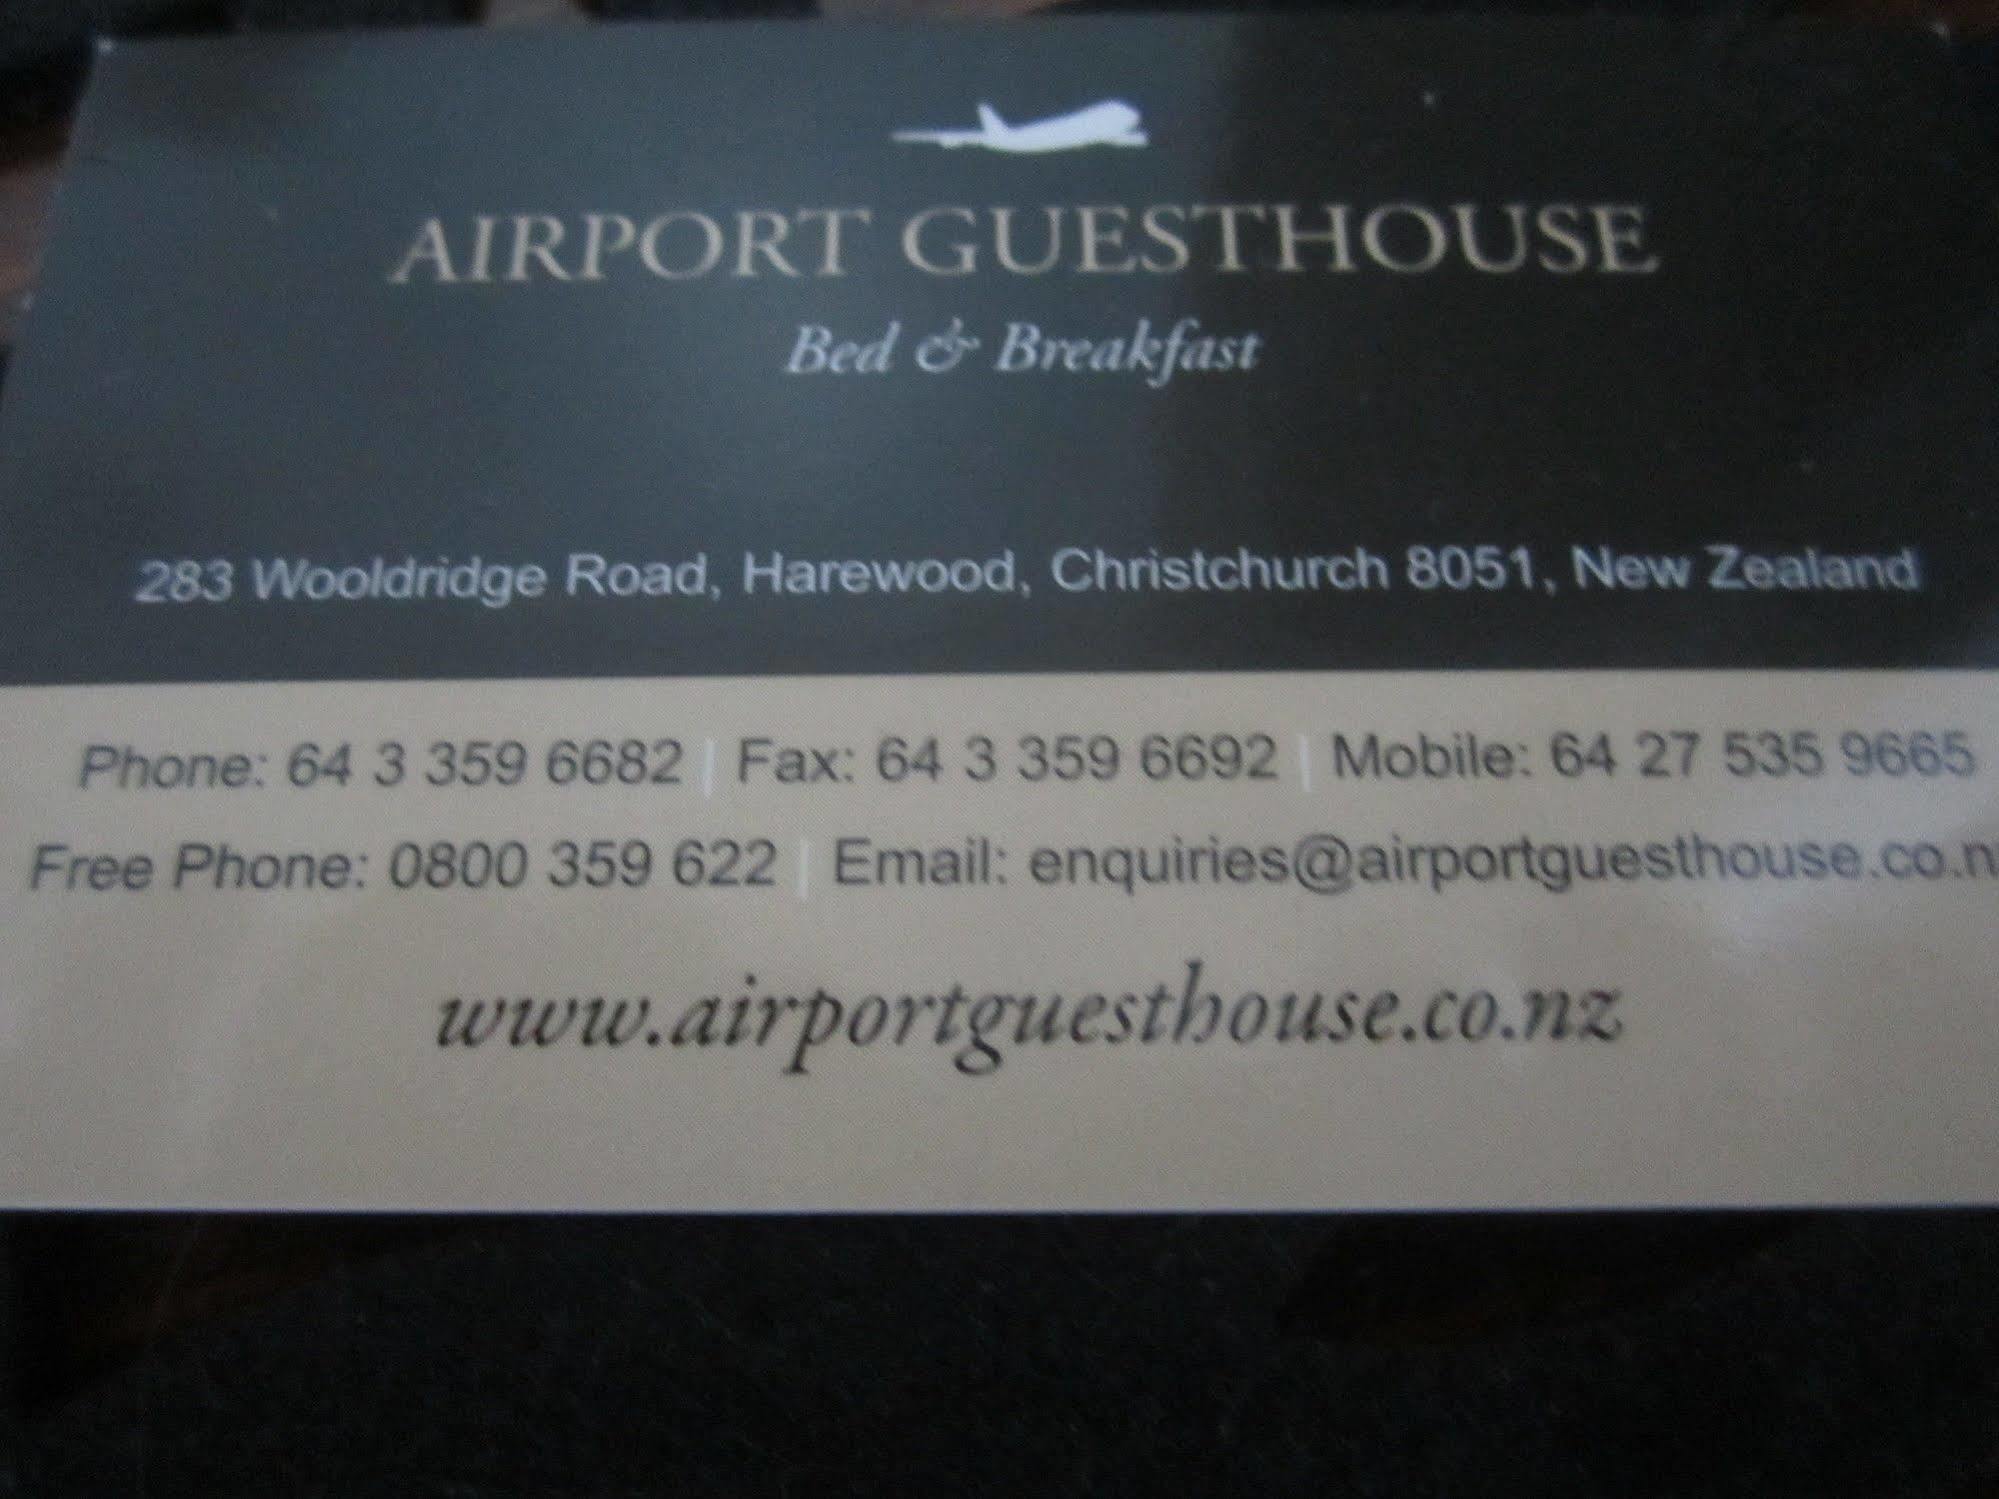 AIRPORT GUESTHOUSE
Bed & Breakfast
283 Wooldridge Road, Harewood, Christchurch 8051, New Zealand
Phone: 64 3 359 6682 | Fax: 64 3 359 6692 | Mobile: 64 27 535 9665
Free Phone: 0800 359 622 | Email: enquiries@airportguesthouse.co.n
www.airportguesthouse.co.nz